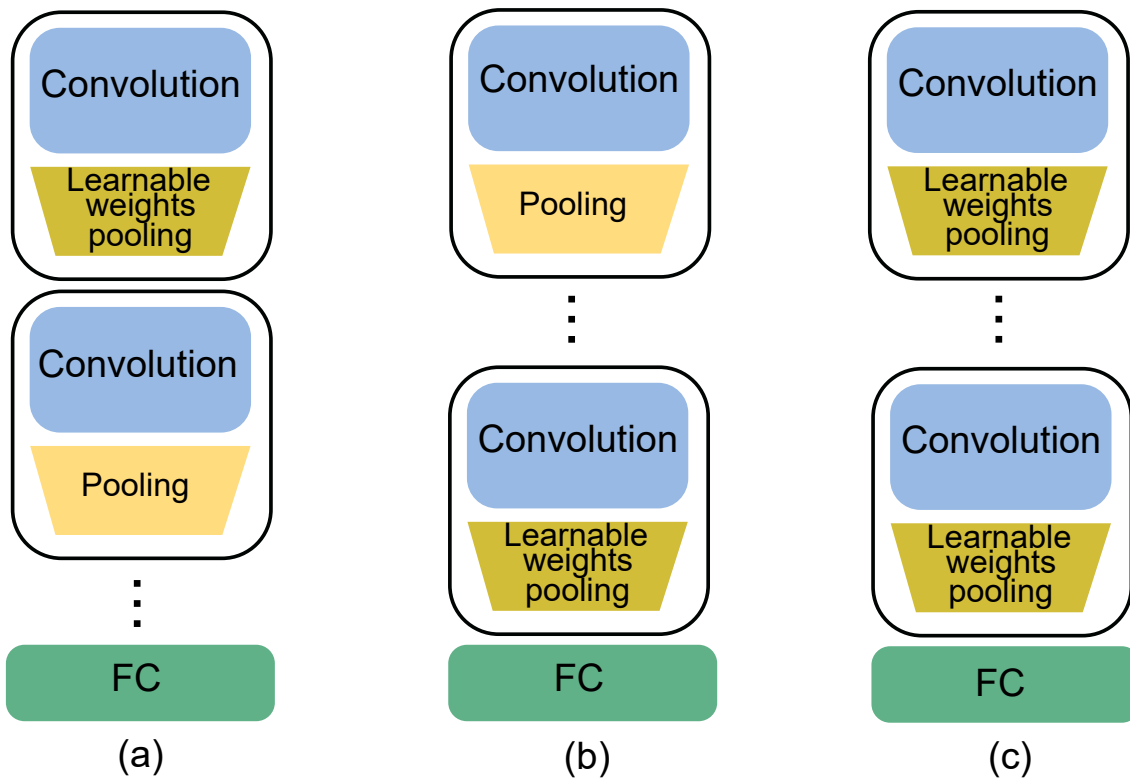 Convolution
Learnable
weights
pooling
Convolution
Pooling
FC
(a)
Convolution
Pooling
Convolution
Learnable
weights
pooling
FC
(b)
Convolution
Learnable
weights
pooling
Convolution
Learnable
weights
pooling
FC
(c)